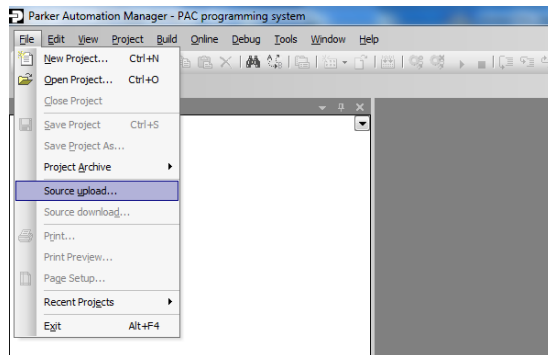 Parker Automation Manager - PAC programming system
File Edit View Project Build Online Debug Tools Window Help
New Project... Ctrl+N
Open Project... Ctrl+O
Close Project
Save Project Ctrl+S
Save Project As...
Project Archive
Source upload...
Source download...
Print...
Print Preview...
Page Setup...
Recent Projects
Exit Alt+F4